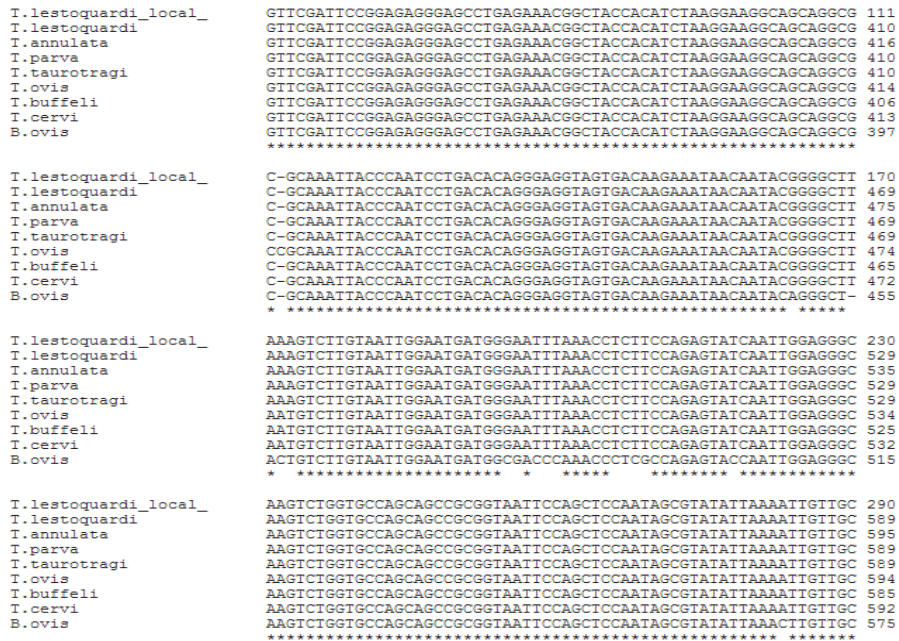 T.lestoquardi_local_ GTTCGATTCCGGAGAGGGAGCCTGAGAAACGGCTACCACATCTAAGGAAGGCAGCAGGCG 111
T.lestoquardi GTTCGATTCCGGAGAGGGAGCCTGAGAAACGGCTACCACATCTAAGGAAGGCAGCAGGCG 410
T.annulata GTTCGATTCCGGAGAGGGAGCCTGAGAAACGGCTACCACATCTAAGGAAGGCAGCAGGCG 416
T.parva GTTCGATTCCGGAGAGGGAGCCTGAGAAACGGCTACCACATCTAAGGAAGGCAGCAGGCG 410
T.taurotragi GTTCGATTCCGGAGAGGGAGCCTGAGAAACGGCTACCACATCTAAGGAAGGCAGCAGGCG 410
T.ovis GTTCGATTCCGGAGAGGGAGCCTGAGAAACGGCTACCACATCTAAGGAAGGCAGCAGGCG 414
T.buffeli GTTCGATTCCGGAGAGGGAGCCTGAGAAACGGCTACCACATCTAAGGAAGGCAGCAGGCG 406
T.cervi GTTCGATTCCGGAGAGGGAGCCTGAGAAACGGCTACCACATCTAAGGAAGGCAGCAGGCG 413
B.ovis GTTCGATTCCGGAGAGGGAGCCTGAGAAACGGCTACCACATCTAAGGAAGGCAGCAGGCG 397
************************************************************
T.lestoquardi_local_ C-GCAAATTACCCAATCCTGACACAGGGAGGTAGTGACAAGAAATAACAATACGGGGCTT 170
T.lestoquardi C-GCAAATTACCCAATCCTGACACAGGGAGGTAGTGACAAGAAATAACAATACGGGGCTT 469
T.annulata C-GCAAATTACCCAATCCTGACACAGGGAGGTAGTGACAAGAAATAACAATACGGGGCTT 475
T.parva C-GCAAATTACCCAATCCTGACACAGGGAGGTAGTGACAAGAAATAACAATACGGGGCTT 469
T.taurotragi C-GCAAATTACCCAATCCTGACACAGGGAGGTAGTGACAAGAAATAACAATACGGGGCTT 469
T.ovis CCGCAAATTACCCAATCCTGACACAGGGAGGTAGTGACAAGAAATAACAATACGGGGCTT 474
T.buffeli C-GCAAATTACCCAATCCTGACACAGGGAGGTAGTGACAAGAAATAACAATACGGGGCTT 465
T.cervi C-GCAAATTACCCAATCCTGACACAGGGAGGTAGTGACAAGAAATAACAATACGGGGCTT 472
B.ovis C-GCAAATTACCCAATCCTGACACAGGGAGGTAGTGACAAGAAATAACAATACAGGGCT- 455
* *************************************************** *****
T.lestoquardi_local_ AAAGTCTTGTAATTGGAATGATGGGAATTTAAACCTCTTCCAGAGTATCAATTGGAGGGC 230
T.lestoquardi AAAGTCTTGTAATTGGAATGATGGGAATTTAAACCTCTTCCAGAGTATCAATTGGAGGGC 529
T.annulata AAAGTCTTGTAATTGGAATGATGGGAATTTAAACCTCTTCCAGAGTATCAATTGGAGGGC 535
T.parva AAAGTCTTGTAATTGGAATGATGGGAATTTAAACCTCTTCCAGAGTATCAATTGGAGGGC 529
T.taurotragi AAAGTCTTGTAATTGGAATGATGGGAATTTAAACCTCTTCCAGAGTATCAATTGGAGGGC 529
T.ovis AATGTCTTGTAATTGGAATGATGGGAATTTAAACCTCTTCCAGAGTATCAATTGGAGGGC 534
T.buffeli AATGTCTTGTAATTGGAATGATGGGAATTTAAACCTCTTCCAGAGTATCAATTGGAGGGC 525
T.cervi AATGTCTTGTAATTGGAATGATGGGAATTTAAACCTCTTCCAGAGTATCAATTGGAGGGC 532
B.ovis ACTGTCTTGTAATTGGAATGATGGCGACCCAAACCCTCGCCAGAGTACCAATTGGAGGGC 515
*  *********************  *   *****    ******** ************
T.lestoquardi_local_ AAGTCTGGTGCCAGCAGCCGCGGTAATTCCAGCTCCAATAGCGTATATTAAAATTGTTGC 290
T.lestoquardi AAGTCTGGTGCCAGCAGCCGCGGTAATTCCAGCTCCAATAGCGTATATTAAAATTGTTGC 589
T.annulata AAGTCTGGTGCCAGCAGCCGCGGTAATTCCAGCTCCAATAGCGTATATTAAAATTGTTGC 595
T.parva AAGTCTGGTGCCAGCAGCCGCGGTAATTCCAGCTCCAATAGCGTATATTAAAATTGTTGC 589
T.taurotragi AAGTCTGGTGCCAGCAGCCGCGGTAATTCCAGCTCCAATAGCGTATATTAAAATTGTTGC 589
T.ovis AAGTCTGGTGCCAGCAGCCGCGGTAATTCCAGCTCCAATAGCGTATATTAAAATTGTTGC 594
T.buffeli AAGTCTGGTGCCAGCAGCCGCGGTAATTCCAGCTCCAATAGCGTATATTAAAATTGTTGC 585
T.cervi AAGTCTGGTGCCAGCAGCCGCGGTAATTCCAGCTCCAATAGCGTATATTAAAATTGTTGC 592
B.ovis AAGTCTGGTGCCAGCAGCCGCGGTAATTCCAGCTCCAATAGCGTATATTAAACTTGTTGC 575
**************************************************** *******